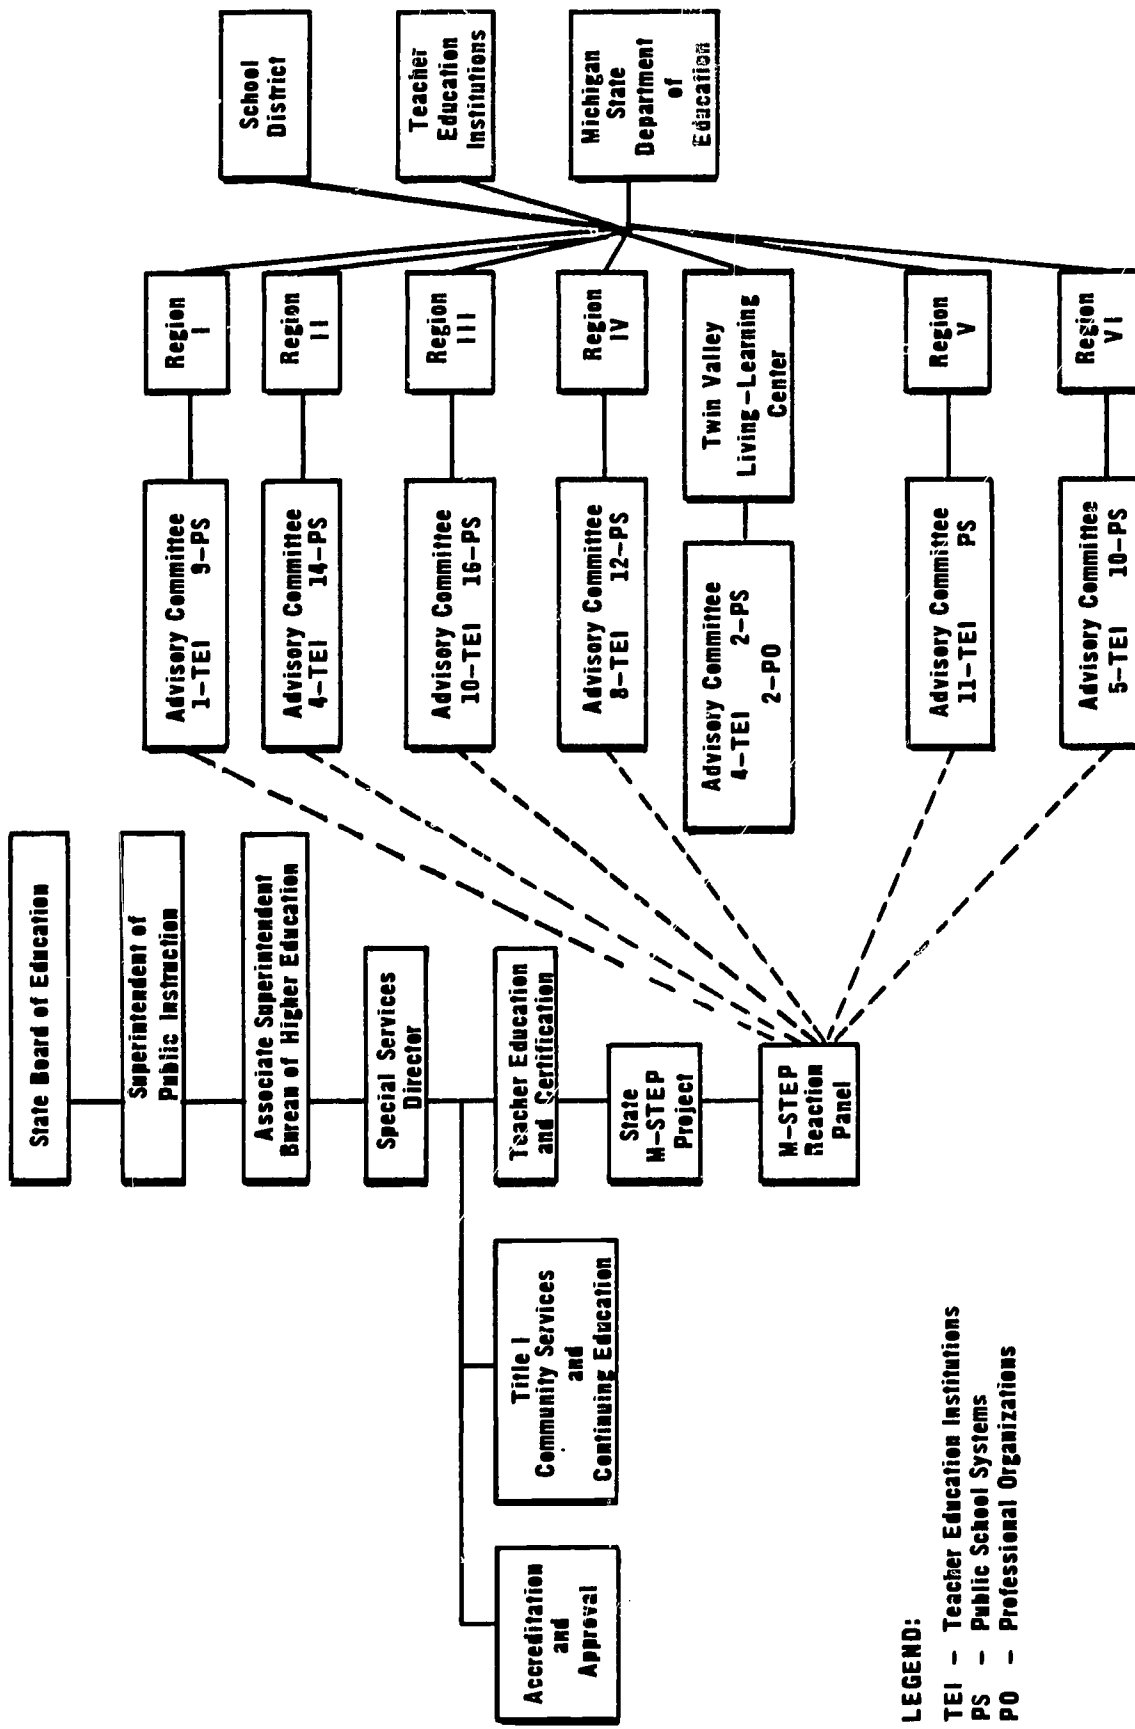 State Board of Education
Superintendent of
Public Instruction
Associate Superintendent
Bureau of Higher Education
Special Services
Director
Accreditation
and
Approval
Title I
Community Services
and
Continuing Education
Teacher Education
and Certification
State
M-STEP
Project
M-STEP
Reaction
Panel
Advisory Committee
1-TEI 9-PS
Advisory Committee
4-TEI 14-PS
Advisory Committee
10-TEI 16-PS
Advisory Committee
8-TEI 12-PS
Advisory Committee
4-TEI 2-PS
2-PO
Advisory Committee
11-TEI PS
Advisory Committee
5-TEI 10-PS
Region
I
Region
II
Region
III
Region
IV
Twin Valley
Living-Learning
Center
Region
V
Region
VI
School
District
Teacher
Education
Institutions
Michigan
State
Department
of
Education
LEGEND:
TEI - Teacher Education Institutions
PS - Public School Systems
PO - Professional Organizations